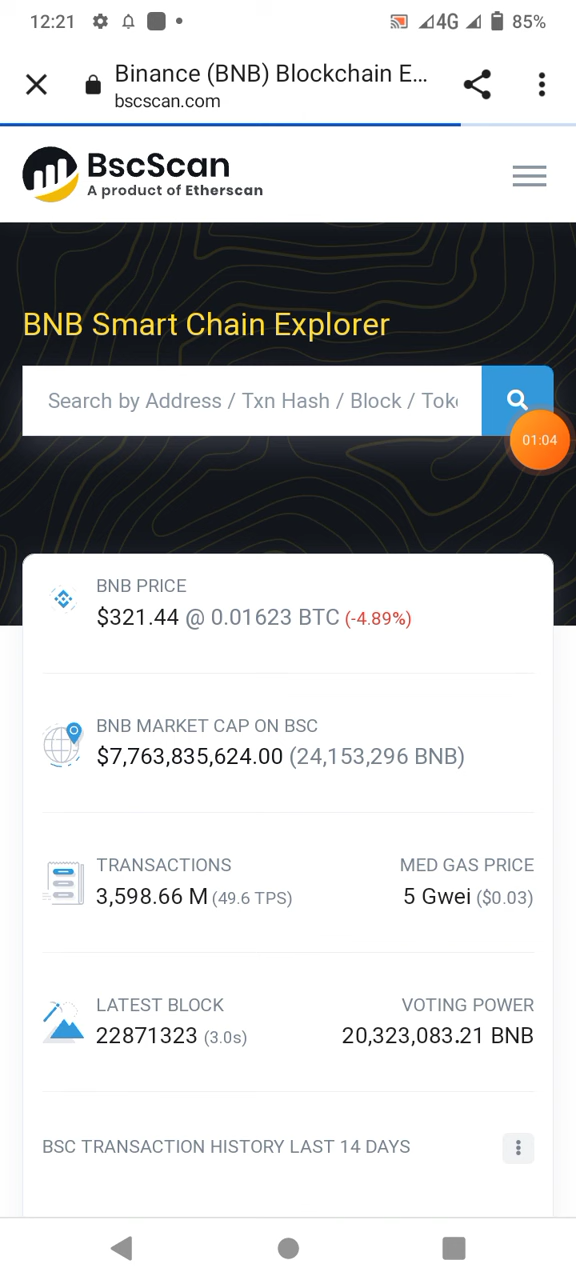 12:21
4G
85%
Binance (BNB) Blockchain E...
bscscan.com
BscScan
A product of Etherscan
BNB Smart Chain Explorer
Search by Address / Txn Hash / Block / Toke
01:04
BNB PRICE
$321.44 @ 0.01623 BTC (-4.89%)
BNB MARKET CAP ON BSC
$7,763,835,624.00 (24,153,296 BNB)
TRANSACTIONS
MED GAS PRICE
3,598.66 M (49.6 TPS)
5 Gwei ($0.03)
LATEST BLOCK
VOTING POWER
22871323 (3.0s)
20,323,083.21 BNB
BSC TRANSACTION HISTORY LAST 14 DAYS